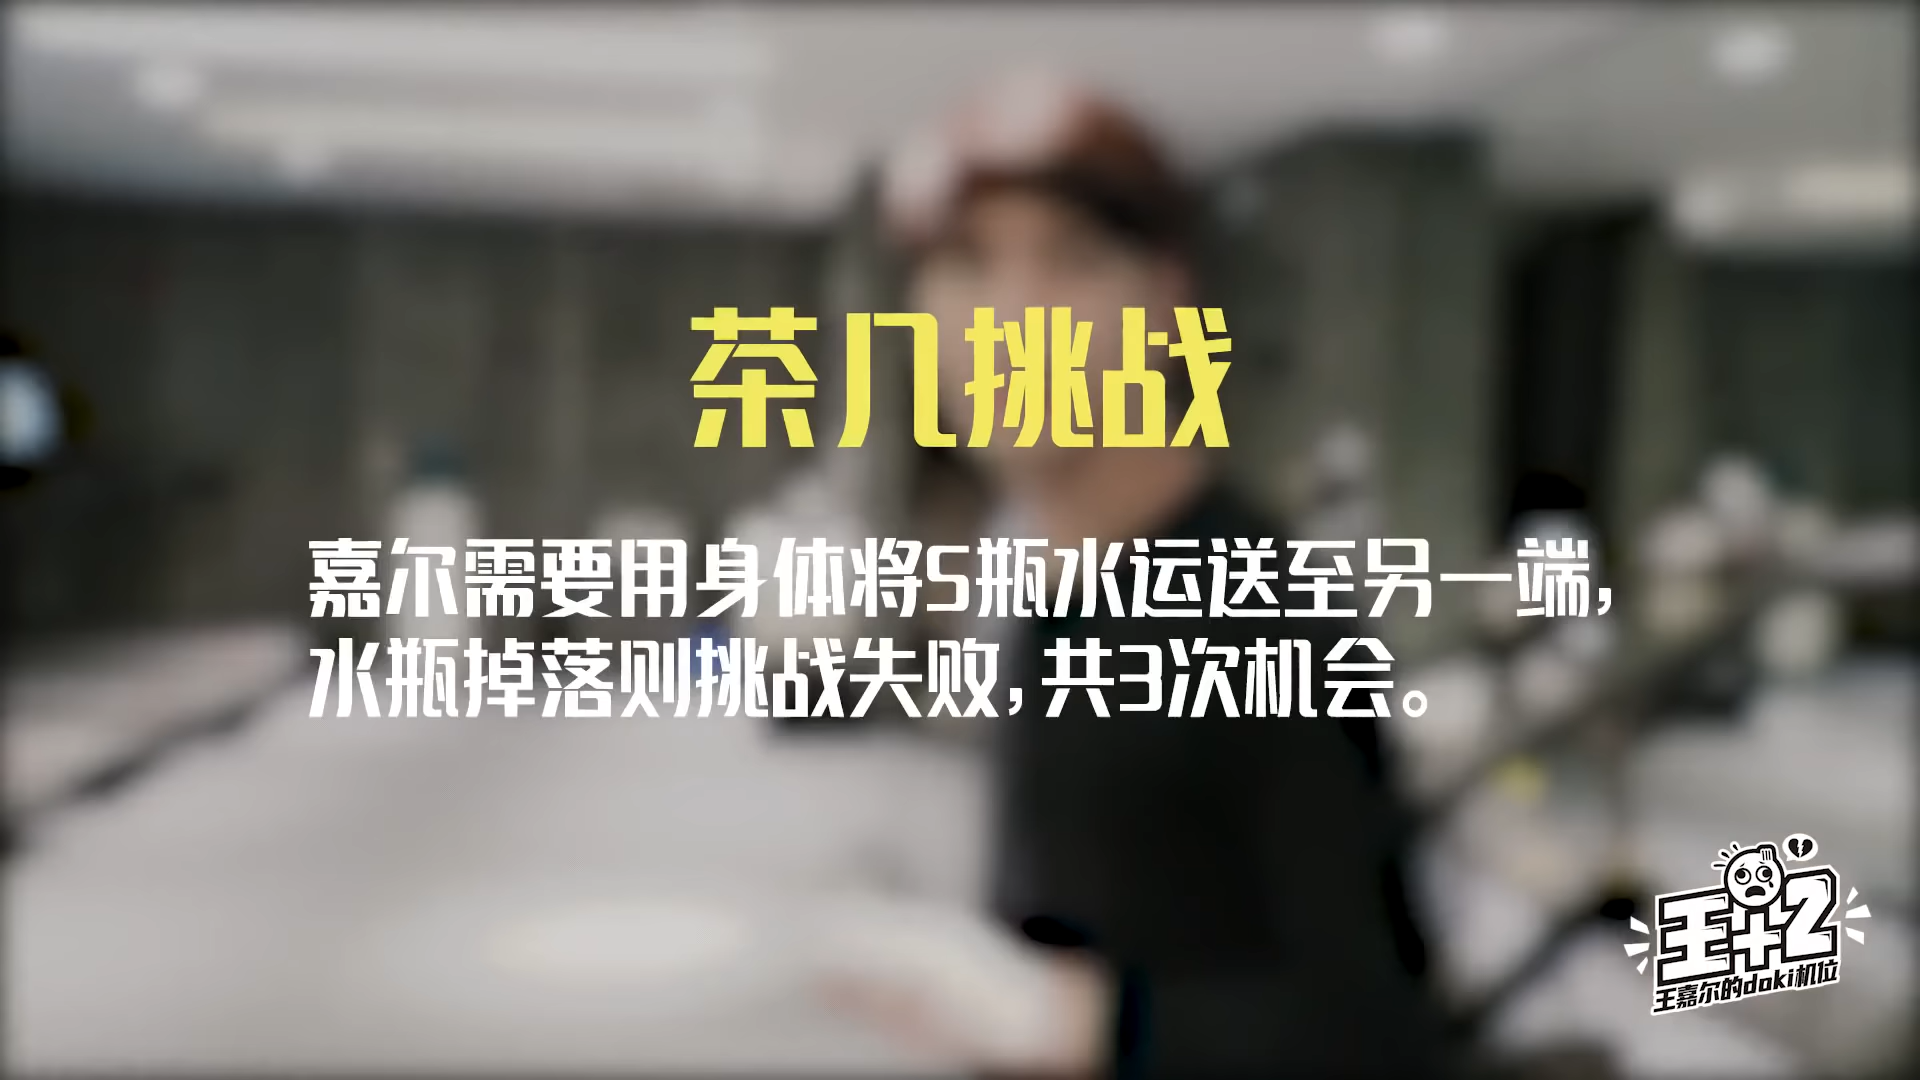 茶几挑战
嘉尔需要用身体将5瓶水运送至另一端，
水瓶掉落则挑战失败，共3次机会。
王+2
王嘉尔的doki机位